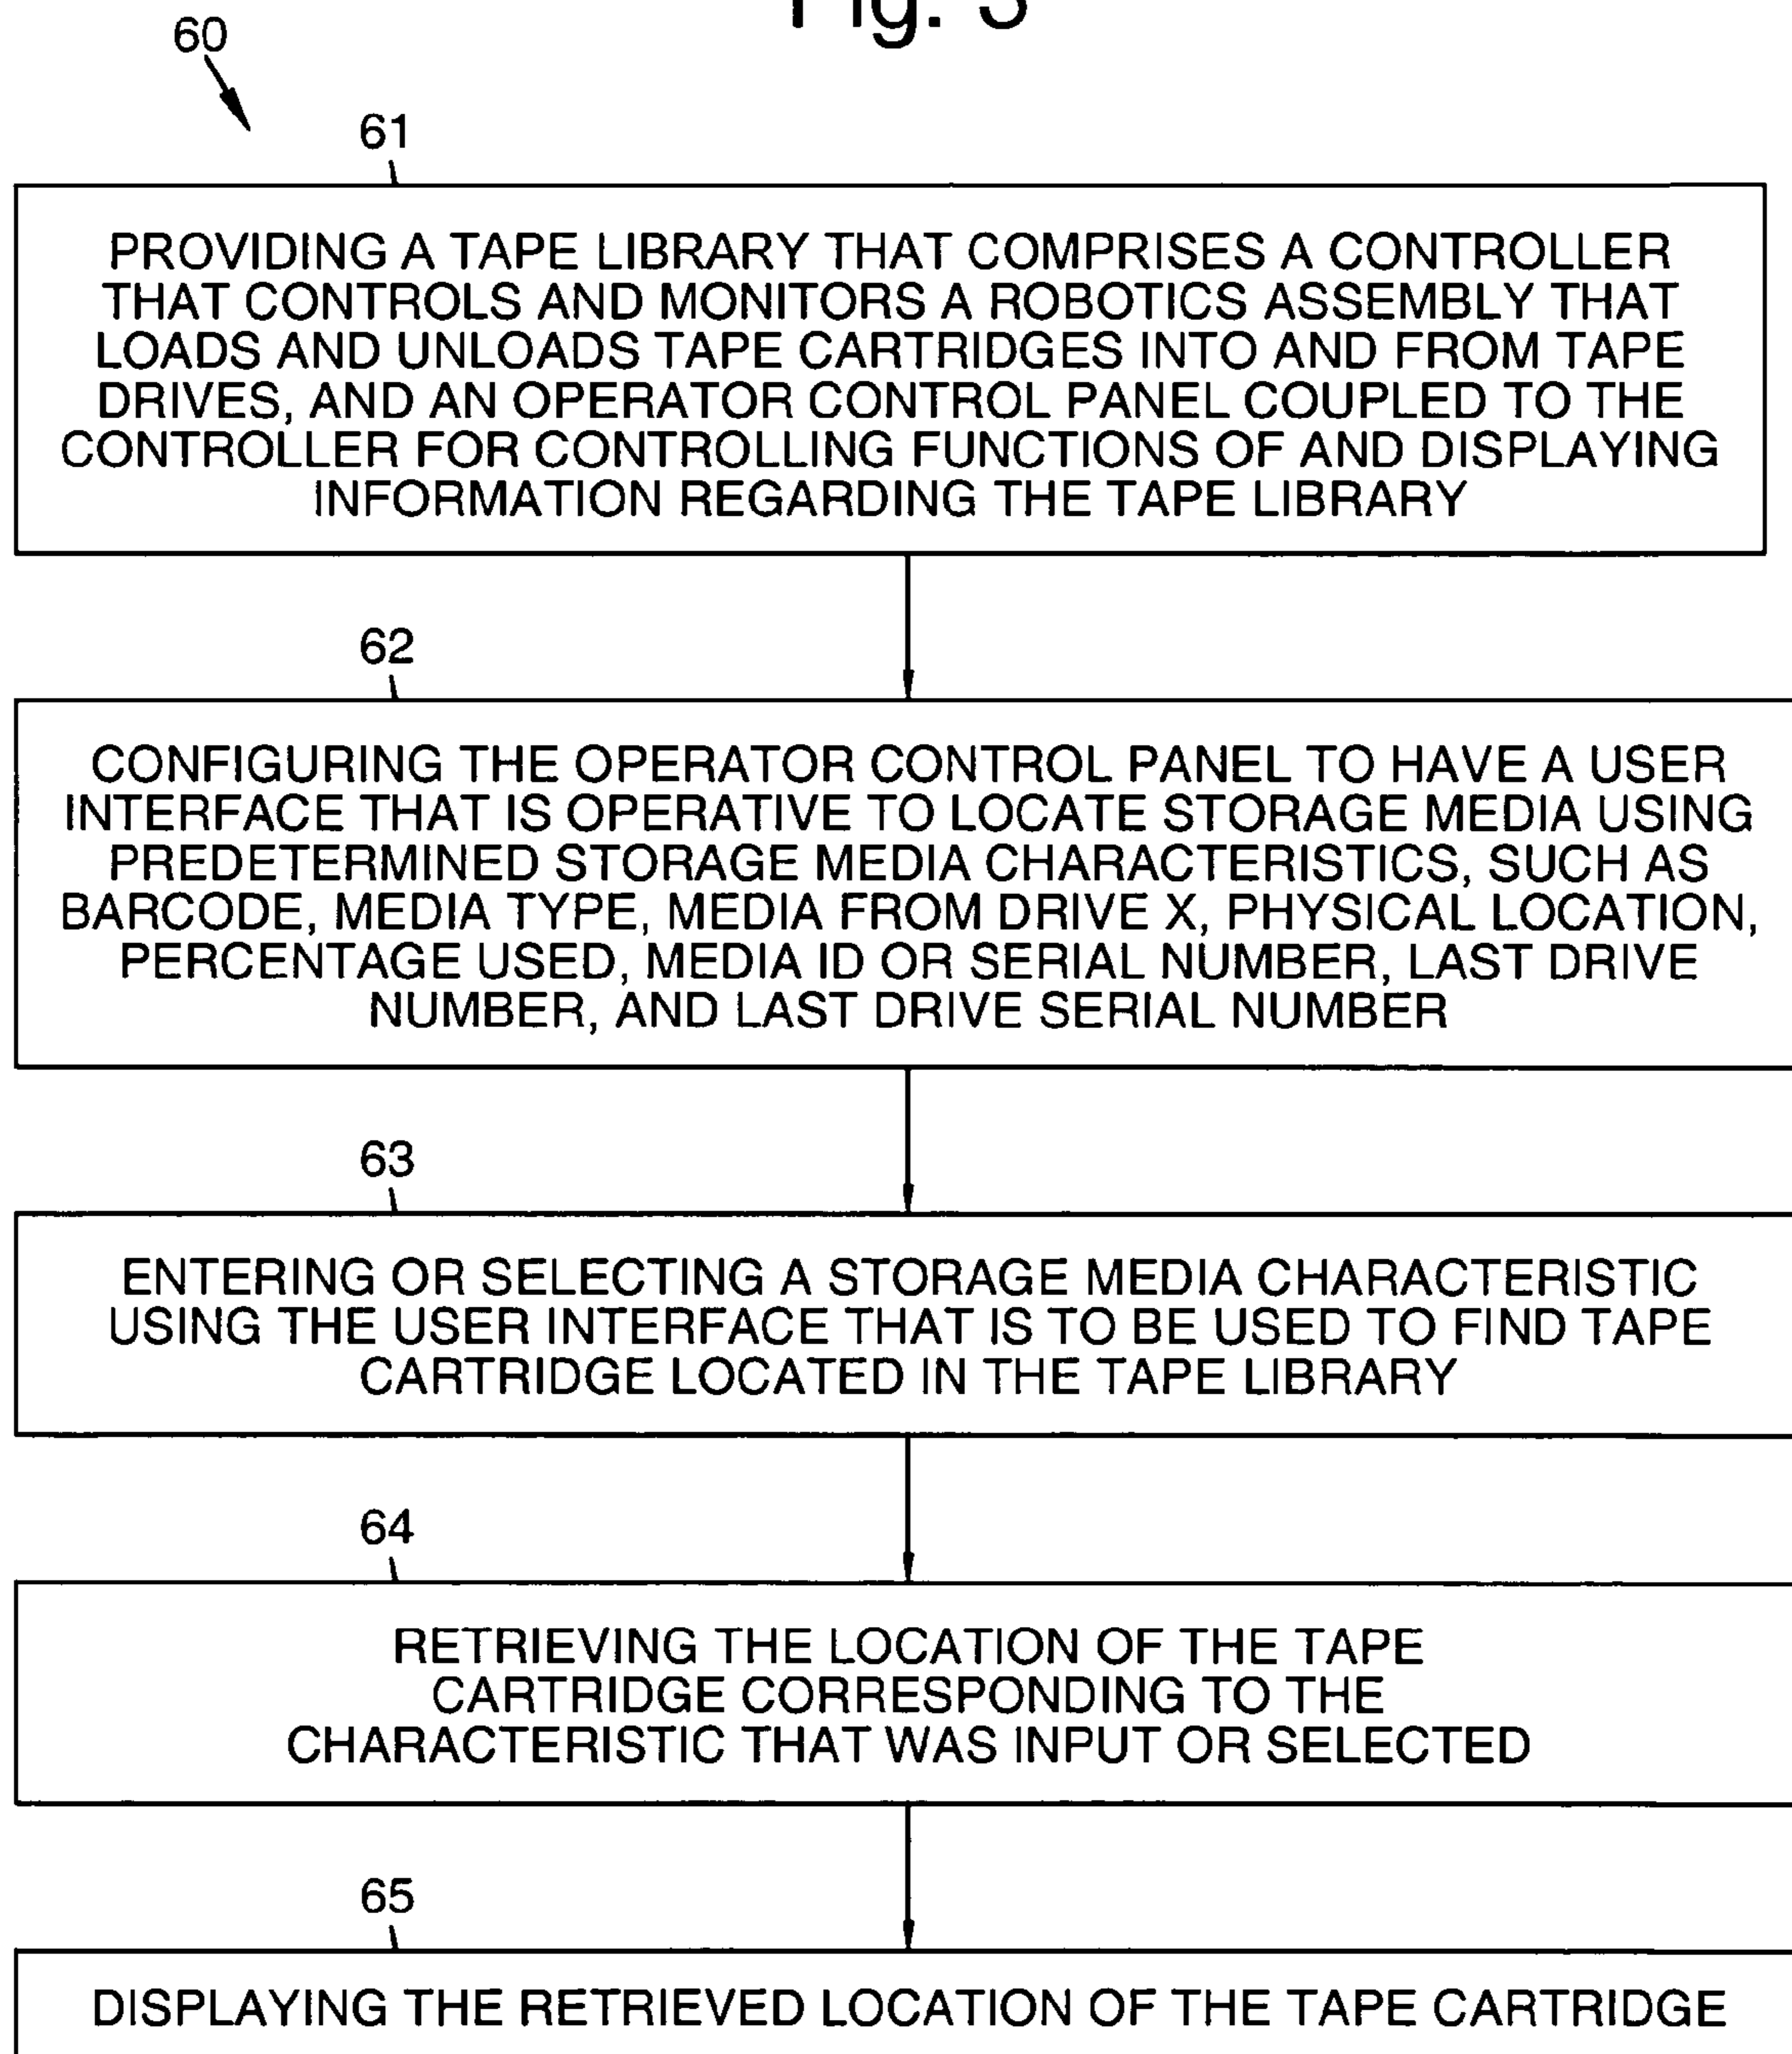 Fig. 3
60
61
PROVIDING A TAPE LIBRARY THAT COMPRISES A CONTROLLER
THAT CONTROLS AND MONITORS A ROBOTICS ASSEMBLY THAT
LOADS AND UNLOADS TAPE CARTRIDGES INTO AND FROM TAPE
DRIVES, AND AN OPERATOR CONTROL PANEL COUPLED TO THE
CONTROLLER FOR CONTROLLING FUNCTIONS OF AND DISPLAYING
INFORMATION REGARDING THE TAPE LIBRARY
62
CONFIGURING THE OPERATOR CONTROL PANEL TO HAVE A USER
INTERFACE THAT IS OPERATIVE TO LOCATE STORAGE MEDIA USING
PREDETERMINED STORAGE MEDIA CHARACTERISTICS, SUCH AS
BARCODE, MEDIA TYPE, MEDIA FROM DRIVE X, PHYSICAL LOCATION,
PERCENTAGE USED, MEDIA ID OR SERIAL NUMBER, LAST DRIVE
NUMBER, AND LAST DRIVE SERIAL NUMBER
63
ENTERING OR SELECTING A STORAGE MEDIA CHARACTERISTIC
USING THE USER INTERFACE THAT IS TO BE USED TO FIND TAPE
CARTRIDGE LOCATED IN THE TAPE LIBRARY
64
RETRIEVING THE LOCATION OF THE TAPE
CARTRIDGE CORRESPONDING TO THE
CHARACTERISTIC THAT WAS INPUT OR SELECTED
65
DISPLAYING THE RETRIEVED LOCATION OF THE TAPE CARTRIDGE